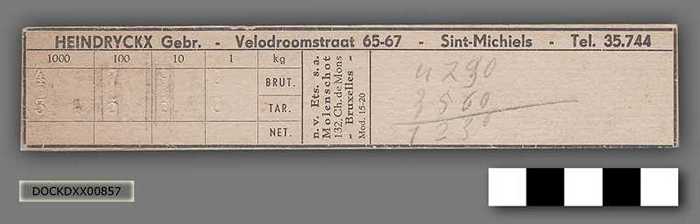 HEINDRYCKX Gebr. - Velodroomstraat 65-67 - Sint-Michiels - Tel. 35.744
1000 100 10 1 kg
BRUT.
TAR.
NET.
n. v. Ets. s. a.
Molenschot
132, Ch. de Mons
- Bruxelles -
Mod. 15-20
4290
3560
DOCKDXX00857